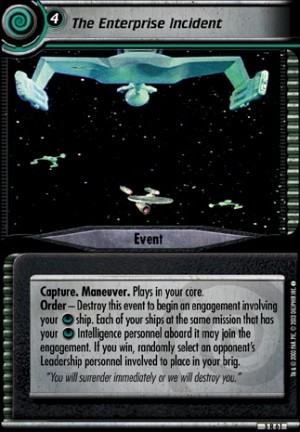 4
The Enterprise Incident
Event
Capture. Maneuver. Plays in your core.
Order – Destroy this event to begin an engagement involving
your ship. Each of your ships at the same mission that has
your Intelligence personnel aboard it may join the
engagement. If you win, randomly select an opponent's
Leadership personnel involved to place in your brig.
"You will surrender immediately or we will destroy you."